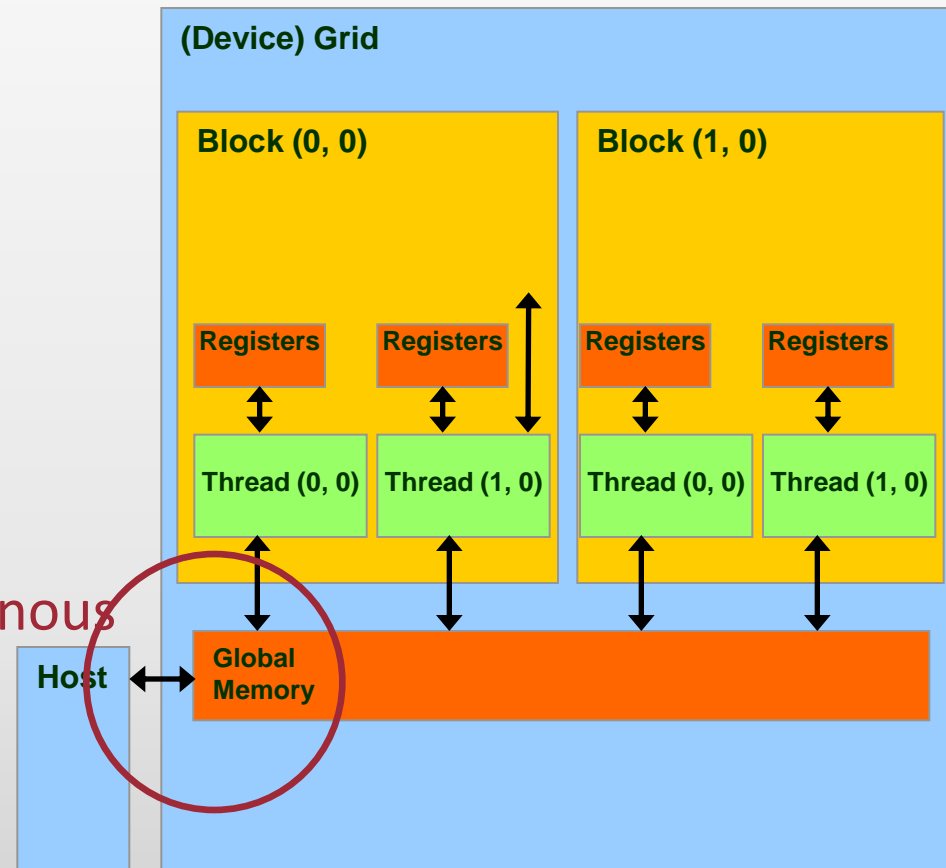 (Device) Grid
Block (0, 0)
Block (1, 0)
Registers
Registers
Registers
Registers
Thread (0, 0)
Thread (1, 0)
Thread (0, 0)
Thread (1, 0)
nous
Host
Global
Memory